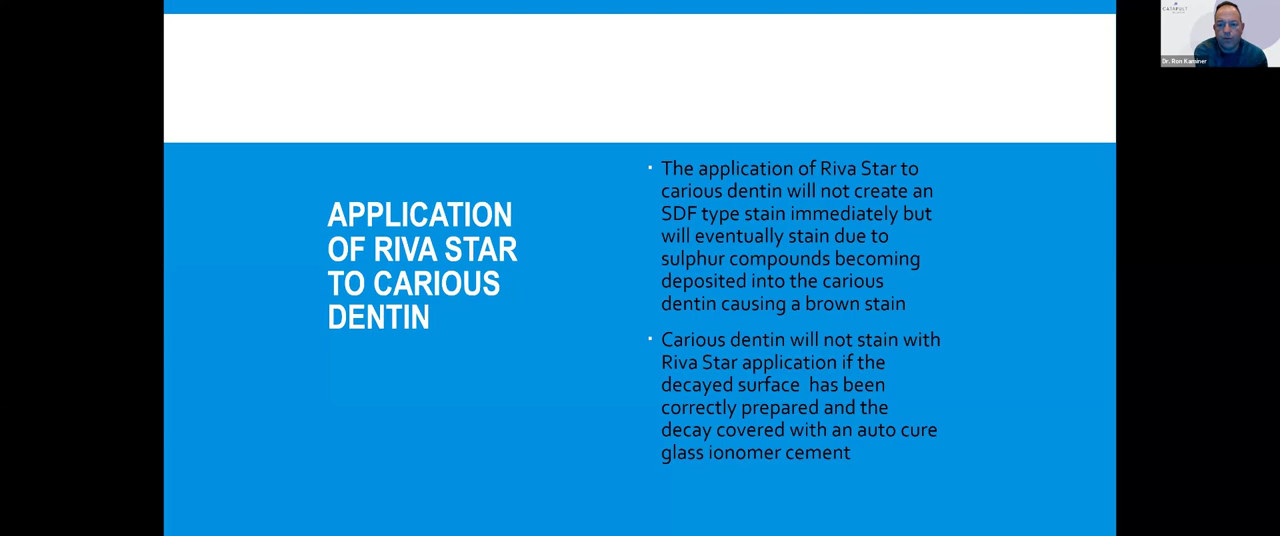 CATAPULT
Dr. Ron Kaminer
APPLICATION
OF RIVA STAR
TO CARIOUS
DENTIN
▪ The application of Riva Star to
carious dentin will not create an
SDF type stain immediately but
will eventually stain due to
sulphur compounds becoming
deposited into the carious
dentin causing a brown stain
▪ Carious dentin will not stain with
Riva Star application if the
decayed surface  has been
correctly prepared and the
decay covered with an auto cure
glass ionomer cement